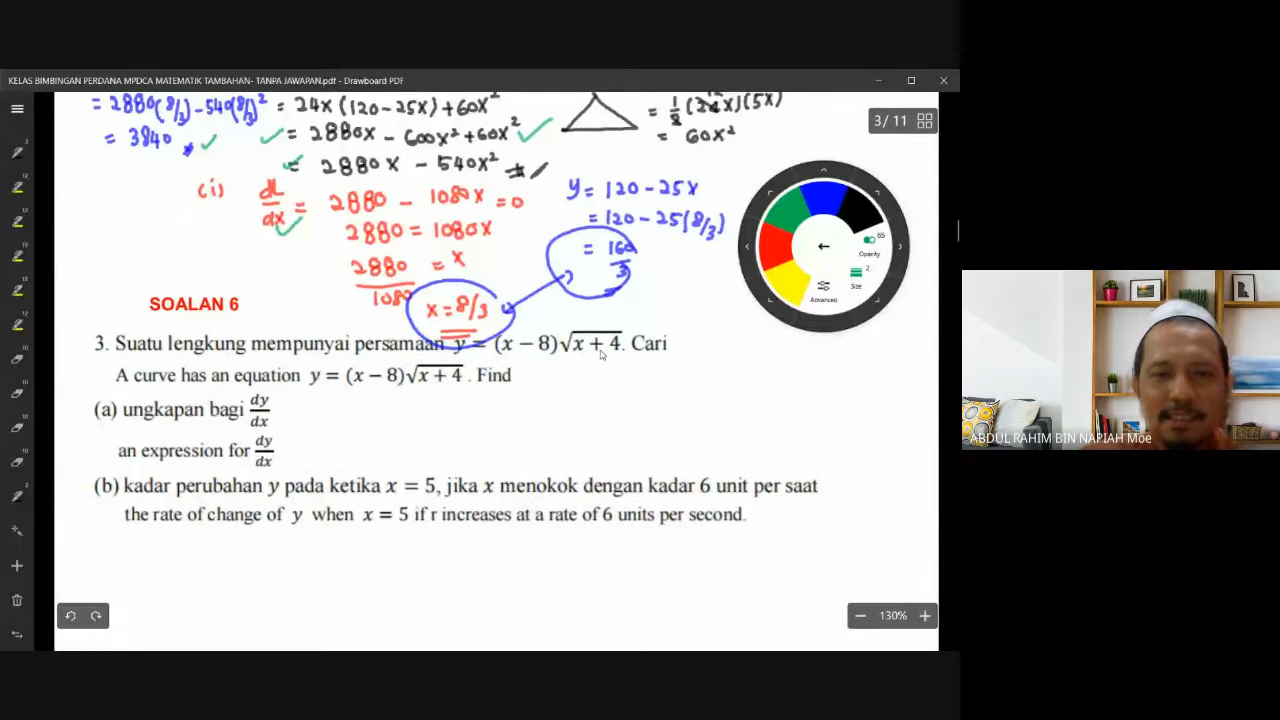 KELAS BIMBINGAN PERDANA MPDCA MATEMATIK TAMBAHAN- TANPA JAWAPAN.pdf - Drawboard PDF
= 2880(8/3) - 540(8/3)² = 24x (120-25x) + 60x²
= 3840
= 2880x - 600x² + 60x²
= 2880x - 540x²
= 1/2 (24x)(5x)
= 60x²
3 / 11
(i) dL/dx = 2880 - 1080x = 0
2880 = 1080x
2880/1080 = x
x = 8/3
y = 120 - 25x
= 120 - 25(8/3)
= 160/3
65
Opacity
2
Size
Advanced
SOALAN 6
3. Suatu lengkung mempunyai persamaan y = (x − 8)√x + 4. Cari
A curve has an equation y = (x − 8)√x + 4 . Find
(a) ungkapan bagi dy/dx
an expression for dy/dx
(b) kadar perubahan y pada ketika x = 5, jika x menokok dengan kadar 6 unit per saat
the rate of change of y when x = 5 if r increases at a rate of 6 units per second.
130%
ABDUL RAHIM BIN NAPIAH Moe